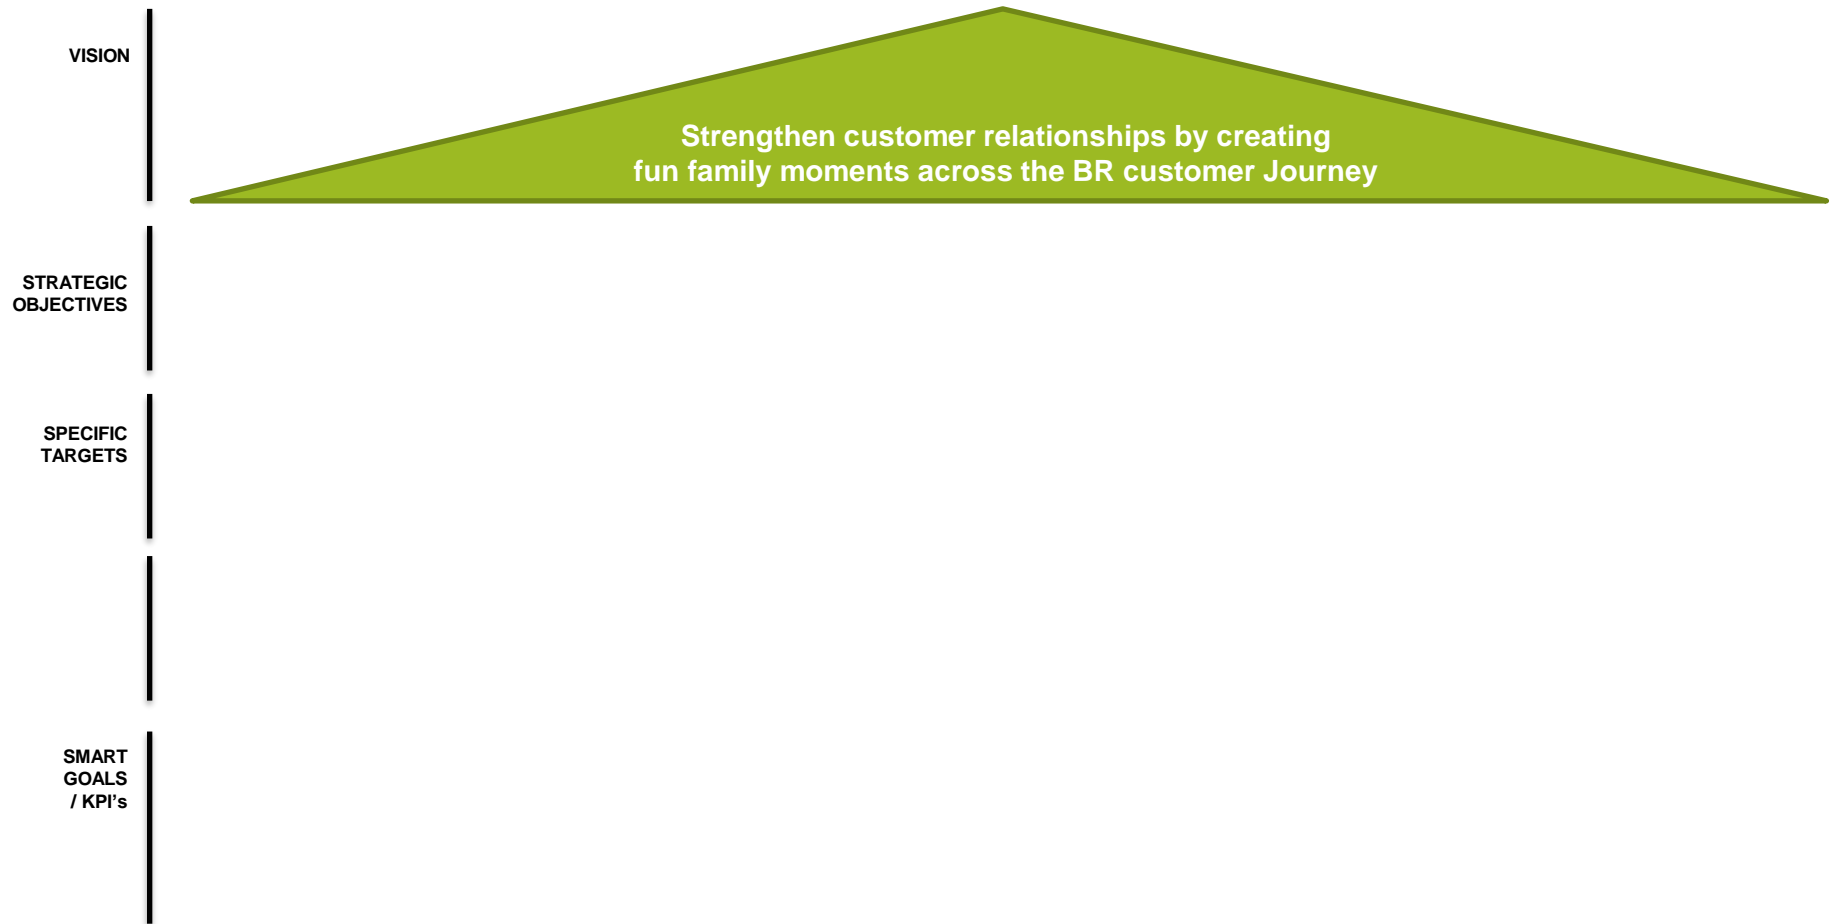 VISION
Strengthen customer relationships by creating
fun family moments across the BR customer Journey
STRATEGIC
OBJECTIVES
SPECIFIC
TARGETS
SMART
GOALS
/ KPI’s